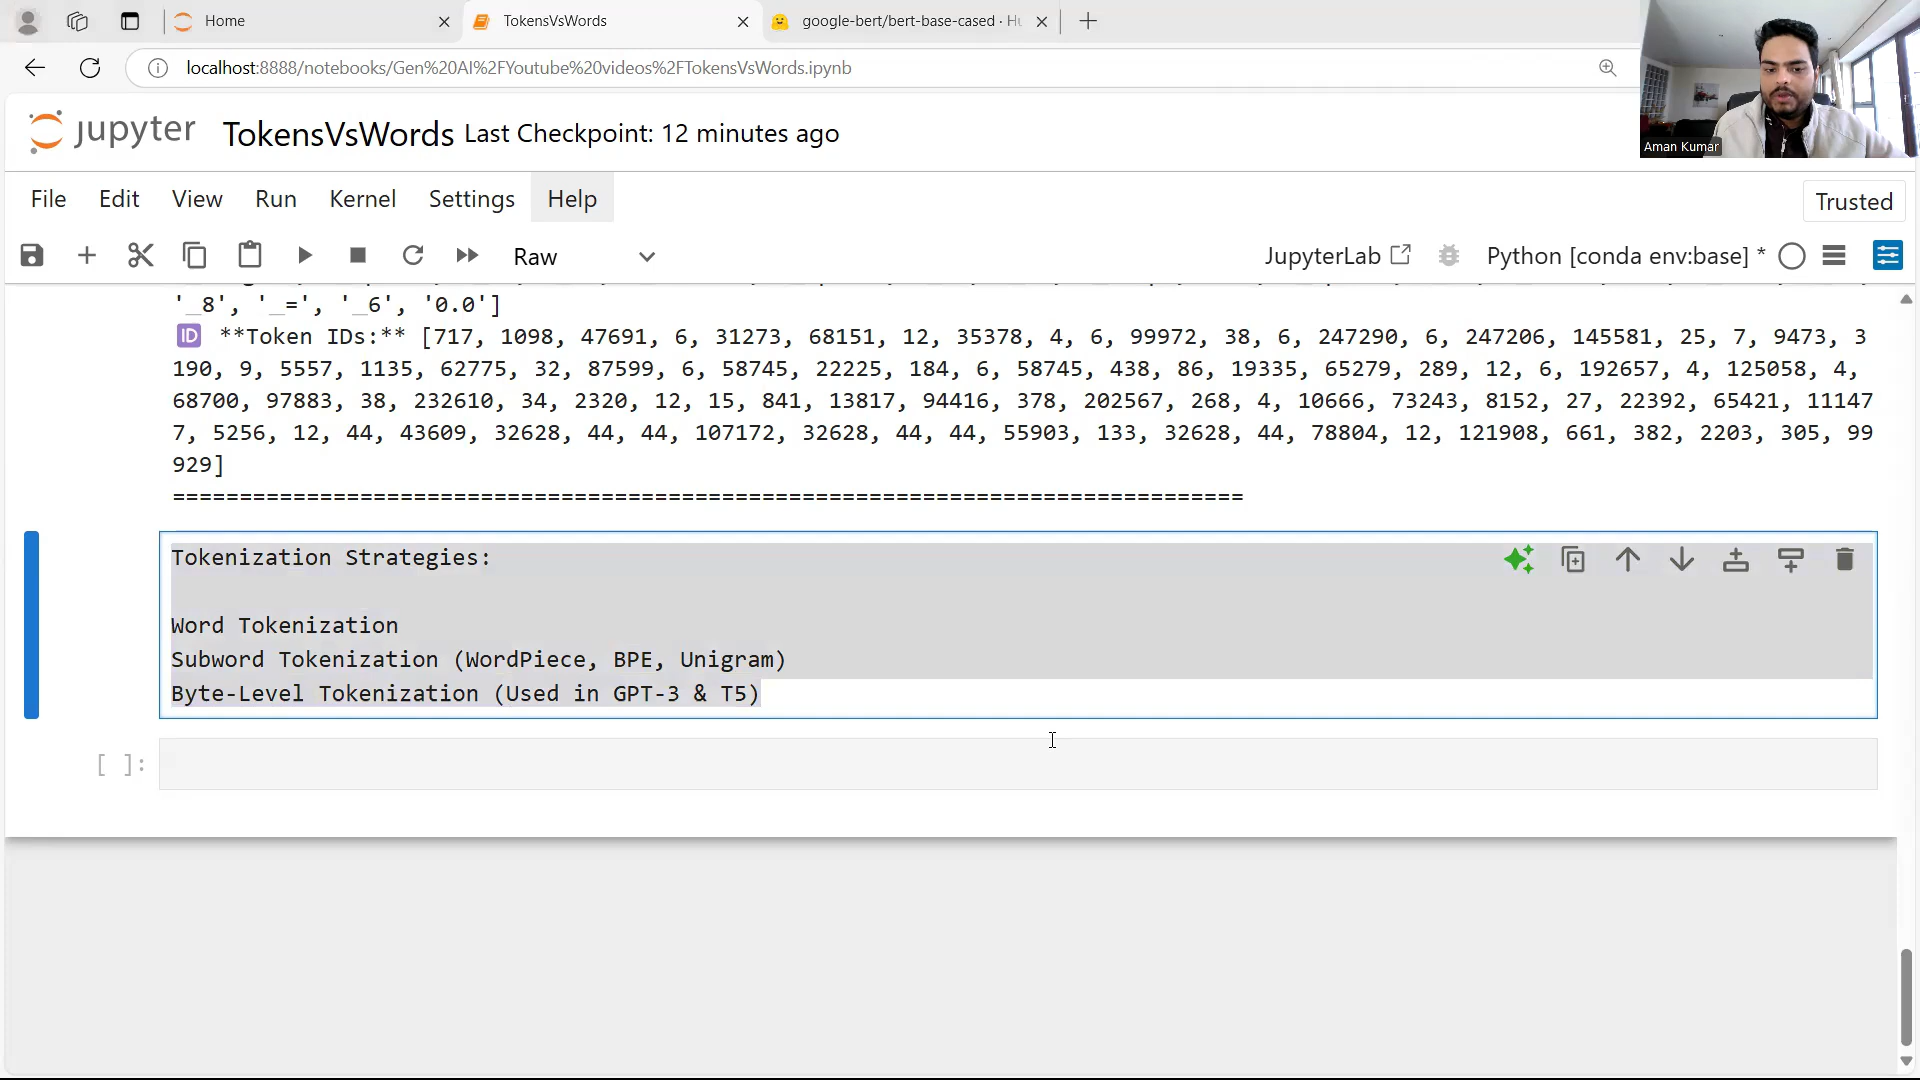 Home
TokensVsWords
google-bert/bert-base-cased · Hu
localhost:8888/notebooks/Gen%20AI%2FYoutube%20videos%2FTokensVsWords.ipynb
Aman Kumar
jupyter TokensVsWords Last Checkpoint: 12 minutes ago
File Edit View Run Kernel Settings Help Trusted
Raw JupyterLab Python [conda env:base] *
'_8', '_=', '_6', '0.0']
ID **Token IDs:** [717, 1098, 47691, 6, 31273, 68151, 12, 35378, 4, 6, 99972, 38, 6, 247290, 6, 247206, 145581, 25, 7, 9473, 3
190, 9, 5557, 1135, 62775, 32, 87599, 6, 58745, 22225, 184, 6, 58745, 438, 86, 19335, 65279, 289, 12, 6, 192657, 4, 125058, 4,
68700, 97883, 38, 232610, 34, 2320, 12, 15, 841, 13817, 94416, 378, 202567, 268, 4, 10666, 73243, 8152, 27, 22392, 65421, 11147
7, 5256, 12, 44, 43609, 32628, 44, 44, 107172, 32628, 44, 44, 55903, 133, 32628, 44, 78804, 12, 121908, 661, 382, 2203, 305, 99
929]
================================================================================
Tokenization Strategies:
Word Tokenization
Subword Tokenization (WordPiece, BPE, Unigram)
Byte-Level Tokenization (Used in GPT-3 & T5)
[ ]: